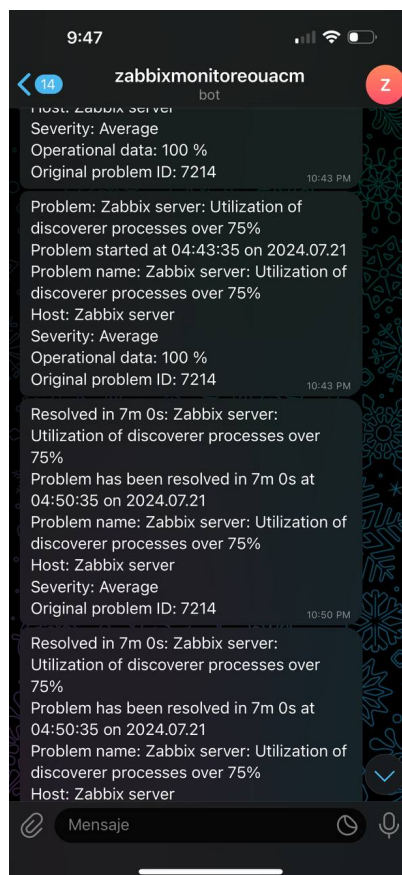 9:47
14
zabbixmonitoreouacm
bot
Z
Host: Zabbix server
Severity: Average
Operational data: 100 %
Original problem ID: 7214
10:43 PM
Problem: Zabbix server: Utilization of
discoverer processes over 75%
Problem started at 04:43:35 on 2024.07.21
Problem name: Zabbix server: Utilization of
discoverer processes over 75%
Host: Zabbix server
Severity: Average
Operational data: 100 %
Original problem ID: 7214
10:43 PM
Resolved in 7m 0s: Zabbix server:
Utilization of discoverer processes over
75%
Problem has been resolved in 7m 0s at
04:50:35 on 2024.07.21
Problem name: Zabbix server: Utilization of
discoverer processes over 75%
Host: Zabbix server
Severity: Average
Original problem ID: 7214
10:50 PM
Resolved in 7m 0s: Zabbix server:
Utilization of discoverer processes over
75%
Problem has been resolved in 7m 0s at
04:50:35 on 2024.07.21
Problem name: Zabbix server: Utilization of
discoverer processes over 75%
Host: Zabbix server
Mensaje